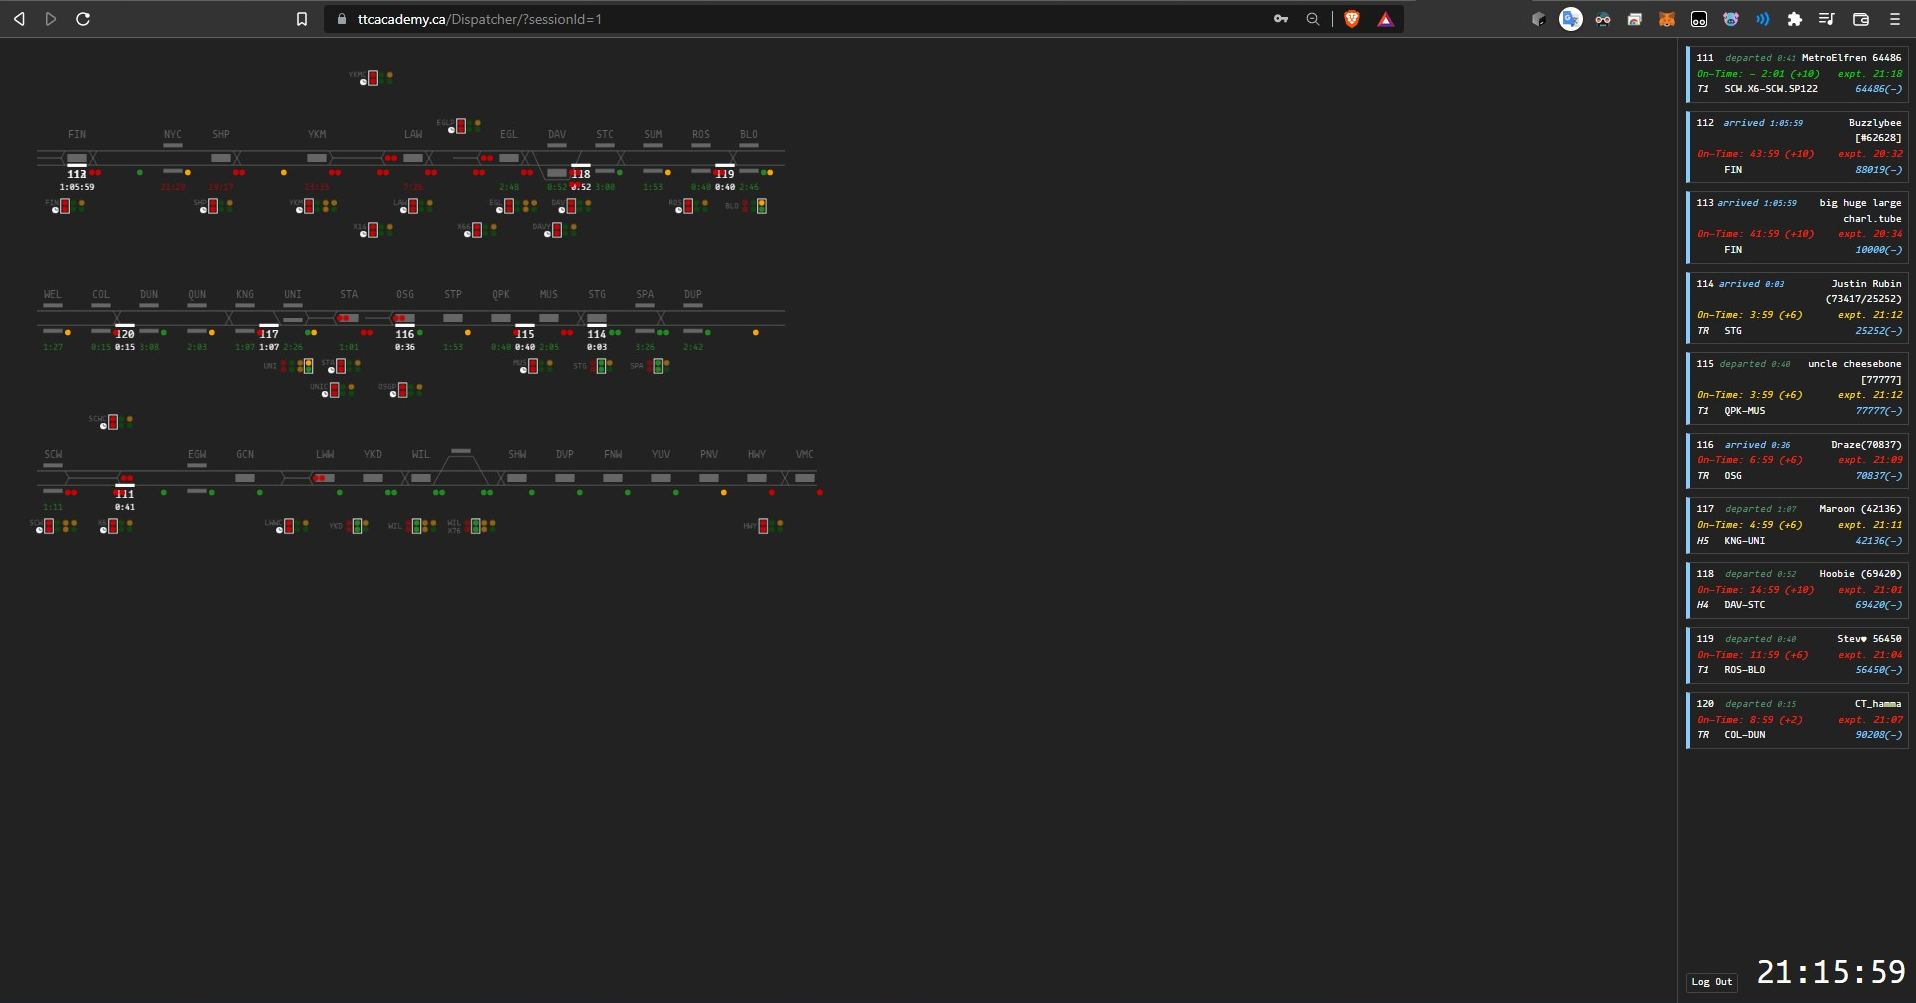 ttcacademy.ca/Dispatcher/?sessionId=1
YKMC
EGLP
FIN NYC SHP YKM LAW EGL DAV STC SUM ROS BLO
118 119
1:05:59 21:20 2:48 0:52 0:52 3:00 1:53 0:40 0:40 2:46
FIN SHP YKM LAW EGL DAV ROS BLO
X14 X66 DAVY
WEL COL DUN QUN KNG UNI STA OSG STP QPK MUS STG SPA DUP
120 117 116 115 114
1:27 0:15 0:15 3:08 2:03 1:07 1:07 2:26 1:01 0:36 1:53 0:40 0:40 2:05 0:03 3:26 2:42
UNI STA MUS STG SPA
UNIC OSGP
SCWC
SCW EGW GCN LWW YKD WIL SHW DVP FNW YUV PNV HWY VMC
111
1:11 0:41
SCW X6 LWWC YKD WIL WIL HWY
X76
111 departed 0:41 MetroElfren 64486
On-Time: - 2:01 (+10) expt. 21:18
T1 SCW.X6-SCW.SP122 64486(-)
112 arrived 1:05:59 Buzzlybee
[#62628]
On-Time: 43:59 (+10) expt. 20:32
FIN 88019(-)
113 arrived 1:05:59 big huge large
charl.tube
On-Time: 41:59 (+10) expt. 20:34
FIN 10000(-)
114 arrived 0:03 Justin Rubin
(73417/25252)
On-Time: 3:59 (+6) expt. 21:12
TR STG 25252(-)
115 departed 0:40 uncle cheesebone
[77777]
On-Time: 3:59 (+6) expt. 21:12
T1 QPK-MUS 77777(-)
116 arrived 0:36 Draze(70837)
On-Time: 6:59 (+6) expt. 21:09
TR OSG 70837(-)
117 departed 1:07 Maroon (42136)
On-Time: 4:59 (+6) expt. 21:11
H5 KNG-UNI 42136(-)
118 departed 0:52 Hoobie (69420)
On-Time: 14:59 (+10) expt. 21:01
H4 DAV-STC 69420(-)
119 departed 0:40 Stev♥ 56450
On-Time: 11:59 (+6) expt. 21:04
T1 ROS-BLO 56450(-)
120 departed 0:15 CT_hamma
On-Time: 8:59 (+2) expt. 21:07
TR COL-DUN 90208(-)
Log Out 21:15:59